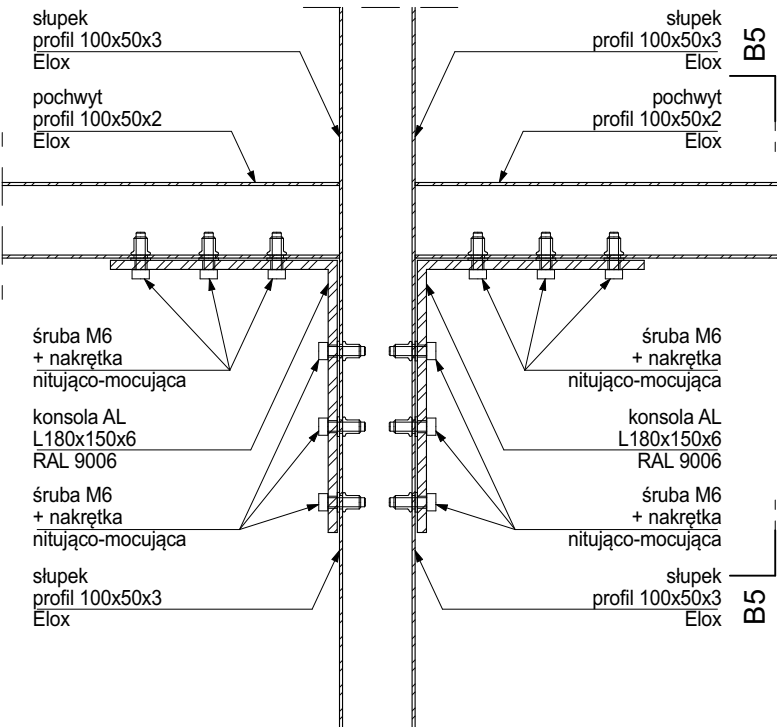 słupek
profil 100x50x3
Elox
pochwyt
profil 100x50x2
Elox
śruba M6
+ nakrętka
nitująco-mocująca
konsola AL
L180x150x6
RAL 9006
śruba M6
+ nakrętka
nitująco-mocująca
słupek
profil 100x50x3
Elox
słupek
profil 100x50x3
Elox
B5
pochwyt
profil 100x50x2
Elox
śruba M6
+ nakrętka
nitująco-mocująca
konsola AL
L180x150x6
RAL 9006
śruba M6
+ nakrętka
nitująco-mocująca
słupek
profil 100x50x3
Elox
B5